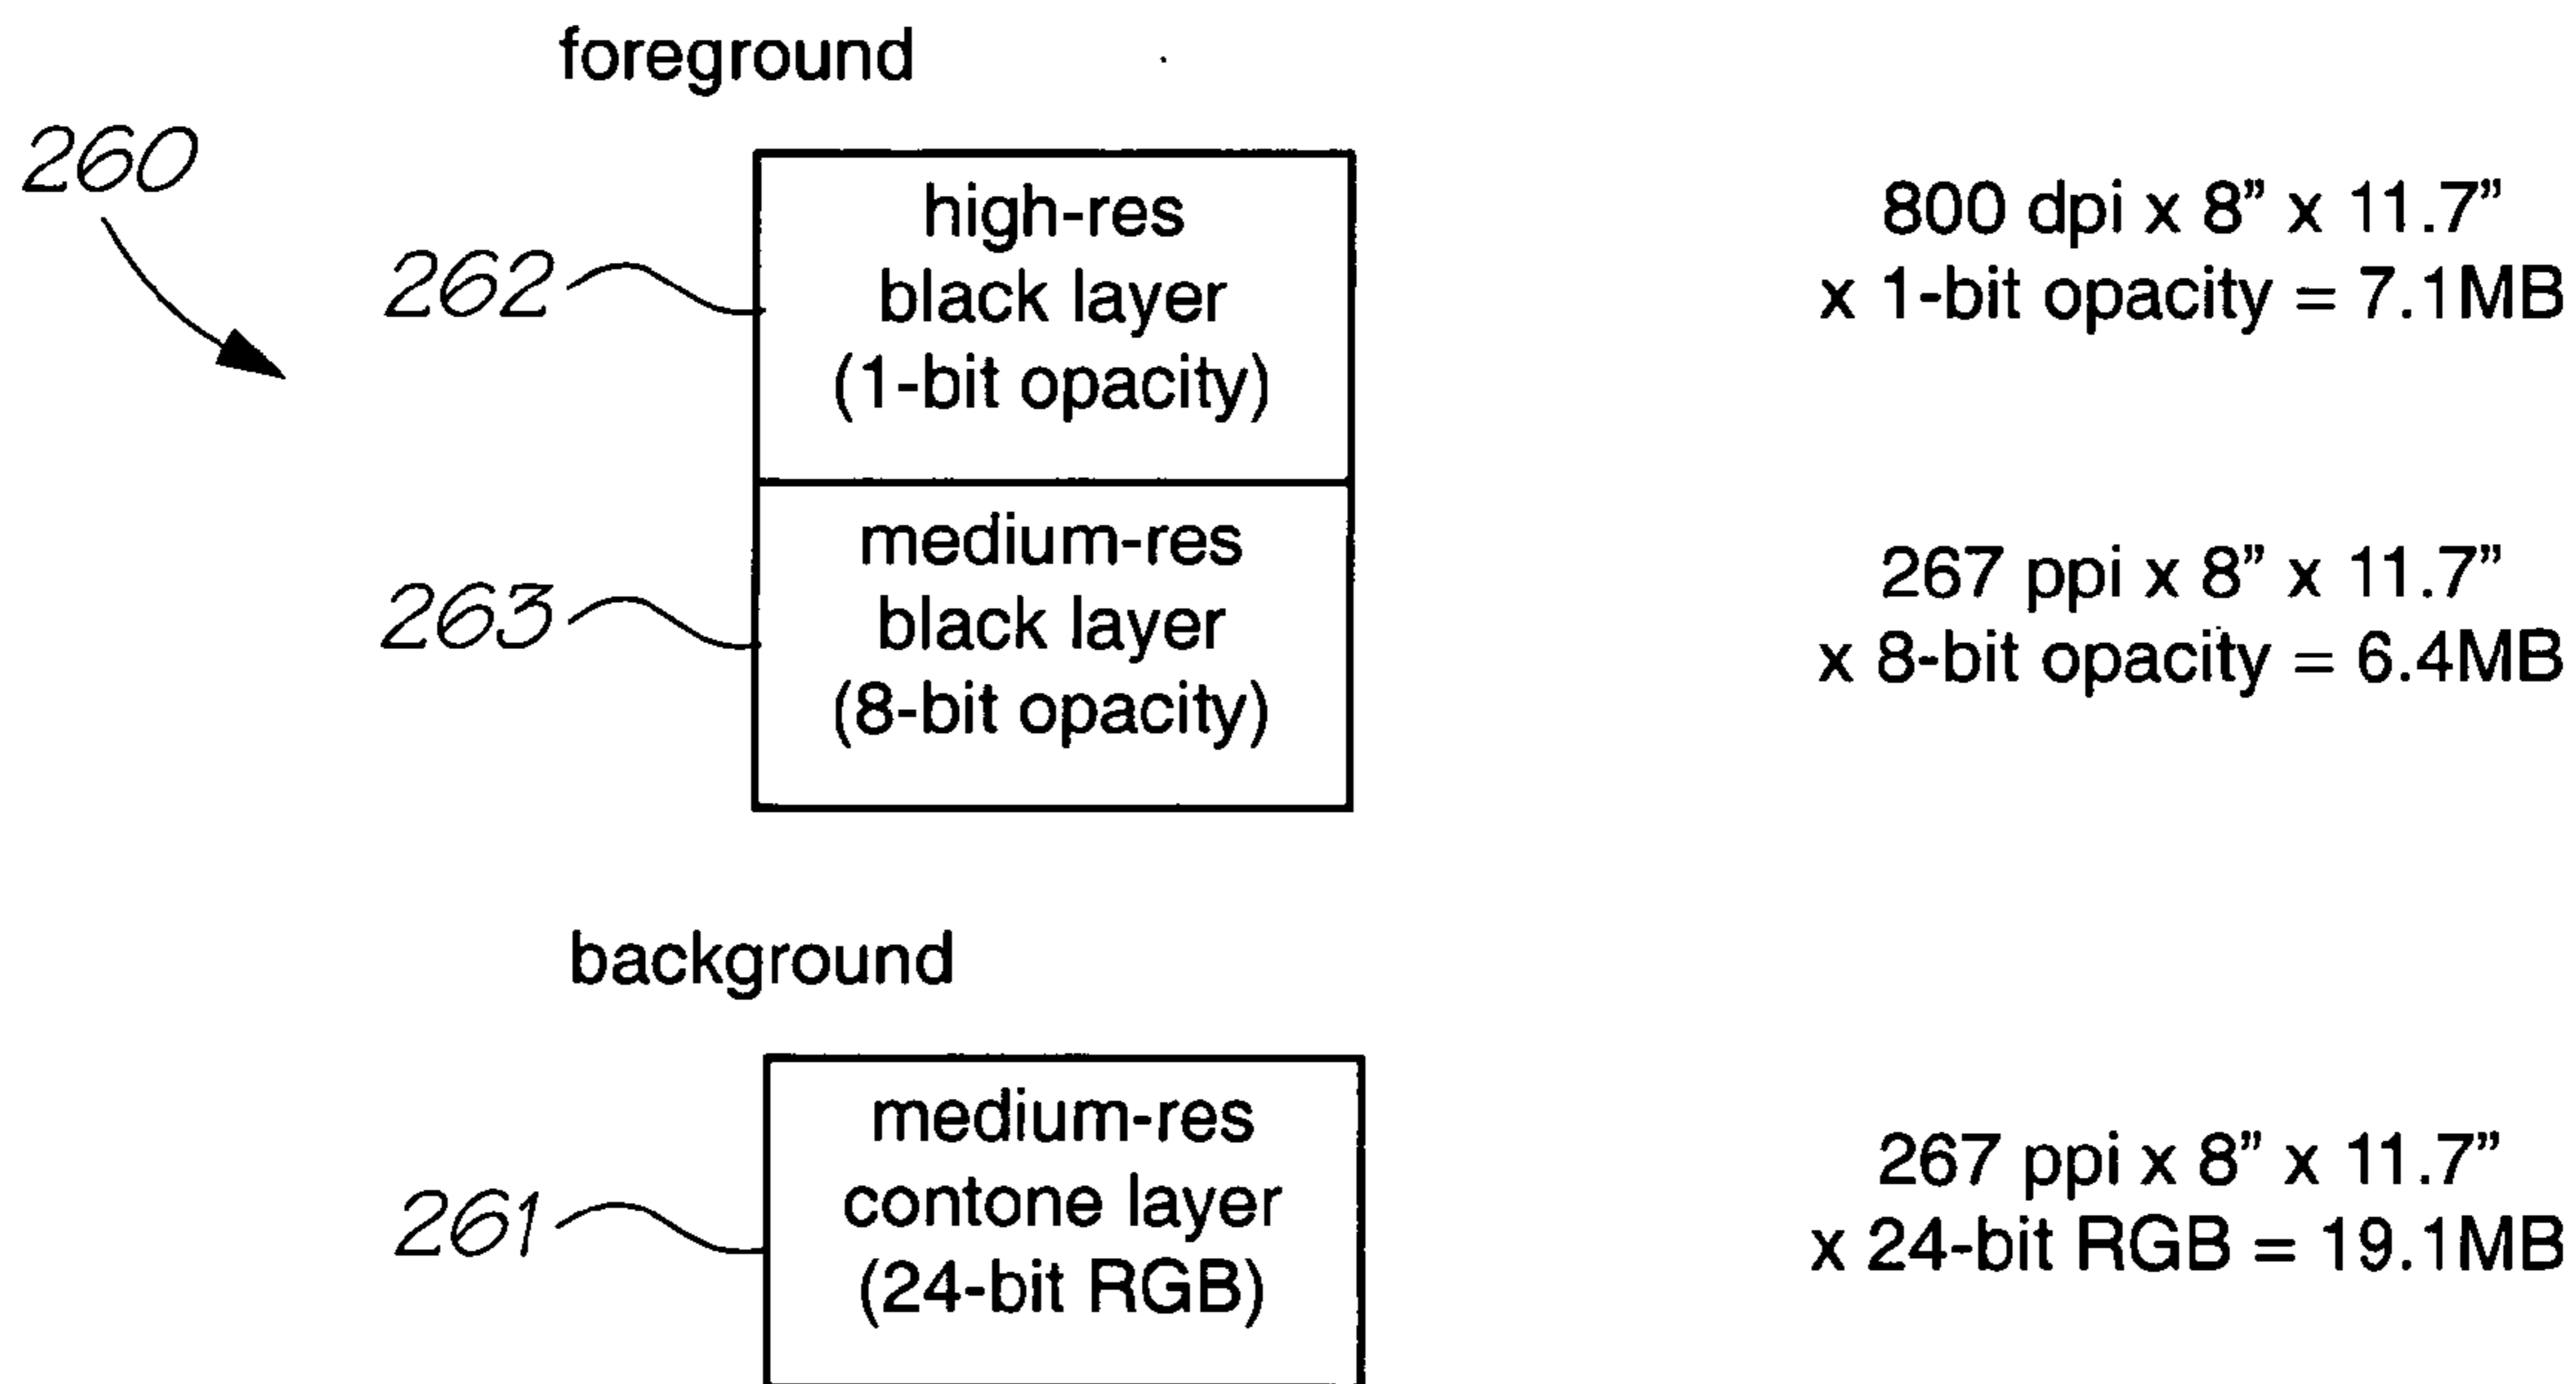 foreground
260
262
high-res
black layer
(1-bit opacity)
800 dpi x 8” x 11.7”
x 1-bit opacity = 7.1MB
263
medium-res
black layer
(8-bit opacity)
267 ppi x 8” x 11.7”
x 8-bit opacity = 6.4MB
background
261
medium-res
contone layer
(24-bit RGB)
267 ppi x 8” x 11.7”
x 24-bit RGB = 19.1MB